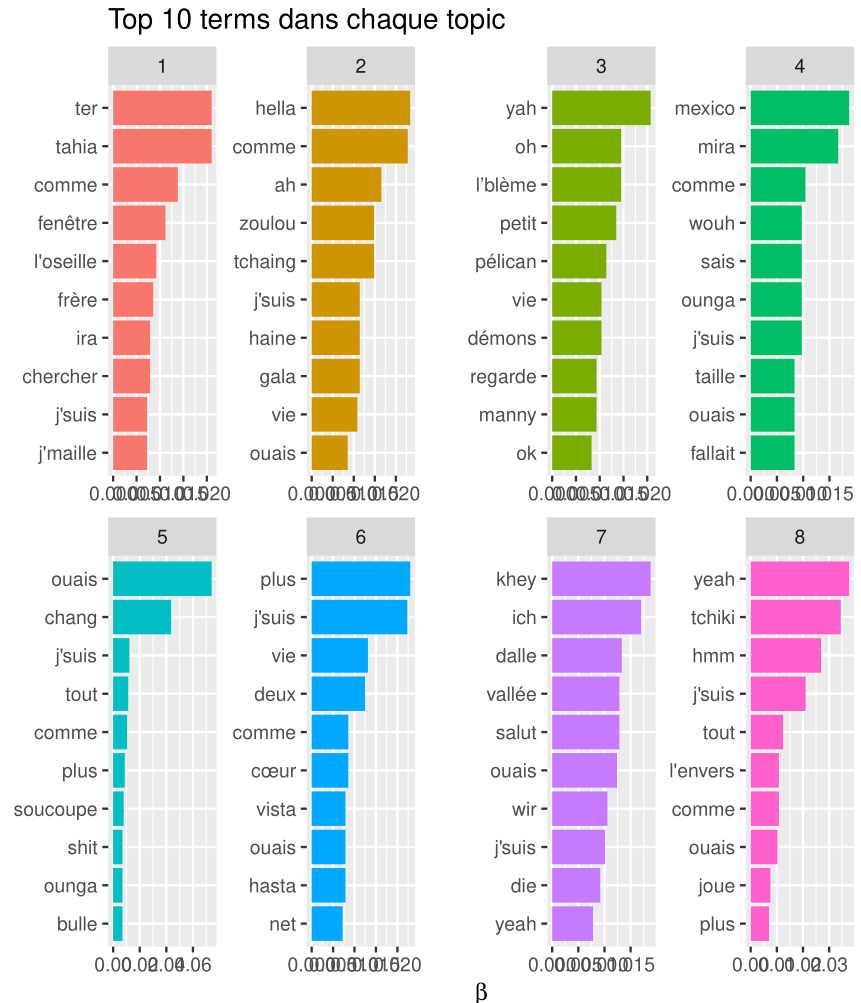 Top 10 terms dans chaque topic
1
2
3
4
ter
hella
yah
mexico
tahia
comme
oh
mira
comme
ah
l'blème
comme
fenêtre
zoulou
petit
wouh
l'oseille
tchaing
pélican
sais
frère
j'suis
vie
ounga
ira
haine
démons
j'suis
chercher
gala
regarde
taille
j'suis
vie
manny
ouais
j'maille
ouais
ok
fallait
5
6
7
8
ouais
plus
khey
yeah
chang
j'suis
ich
tchiki
j'suis
vie
dalle
hmm
tout
deux
vallée
j'suis
comme
comme
salut
tout
plus
cœur
ouais
l'envers
soucoupe
vista
wir
comme
shit
ouais
j'suis
ouais
ounga
hasta
die
joue
bulle
net
yeah
plus
0.00
0.02
0.04
0.06
0.00
0.01
0.02
0.03
β